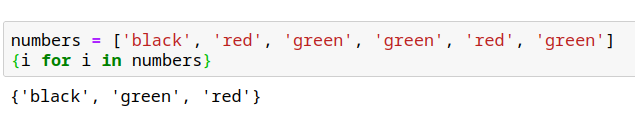 numbers = ['black', 'red', 'green', 'green', 'red', 'green']
{i for i in numbers}
{'black', 'green', 'red'}